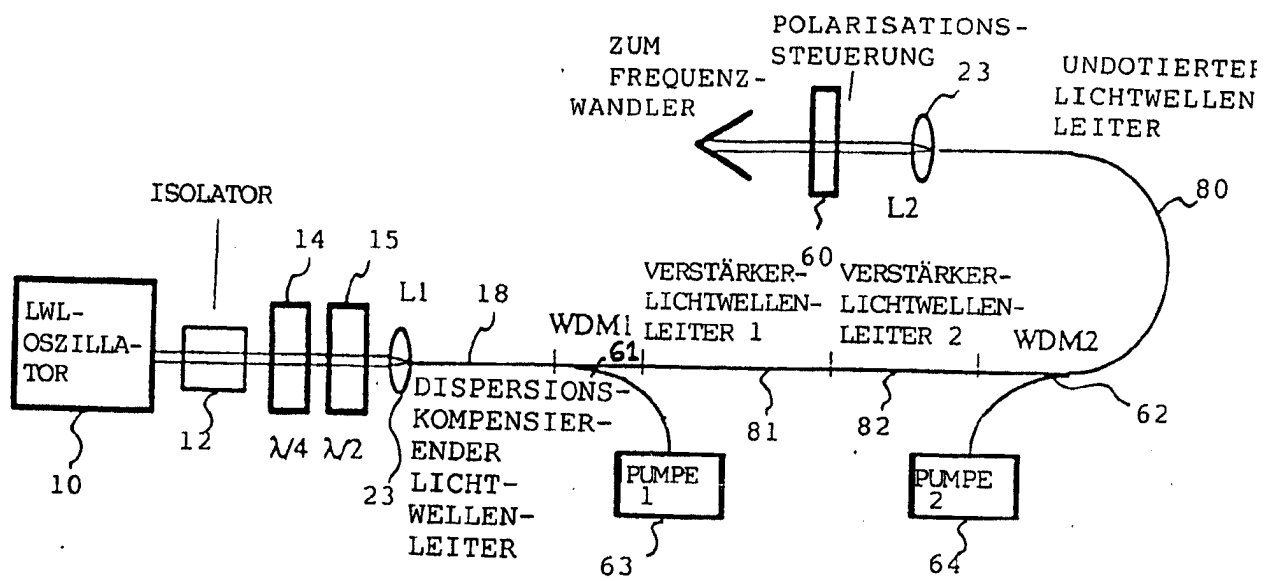 POLARISATIONS-
STEUERUNG
ZUM
FREQUENZ-
WANDLER
23
UNDOTIERTER
LICHTWELLEN
LEITER
80
L2
60
ISOLATOR
14
15
L1
18
WDM1
61
VERSTÄRKER-
LICHTWELLEN-
LEITER 1
VERSTÄRKER-
LICHTWELLEN-
LEITER 2
WDM2
LWL-
OSZILLA-
TOR
10
12
λ/4
λ/2
23
DISPERSIONS-
KOMPENSIER-
ENDER
LICHT-
WELLEN-
LEITER
81
82
62
PUMPE
1
63
PUMPE
2
64